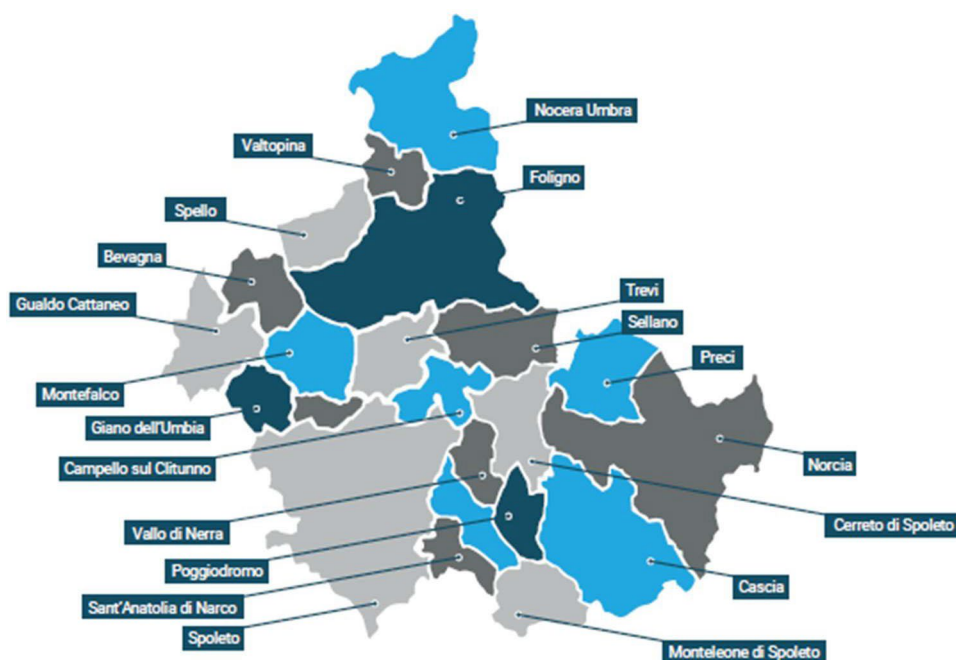 Nocera Umbra
Valtopina
Foligno
Spello
Bevagna
Trevi
Gualdo Cattaneo
Sellano
Preci
Montefalco
Giano dell'Umbia
Campello sul Clitunno
Norcia
Vallo di Nerra
Cerreto di Spoleto
Poggiodromo
Cascia
Sant'Anatolia di Narco
Spoleto
Monteleone di Spoleto